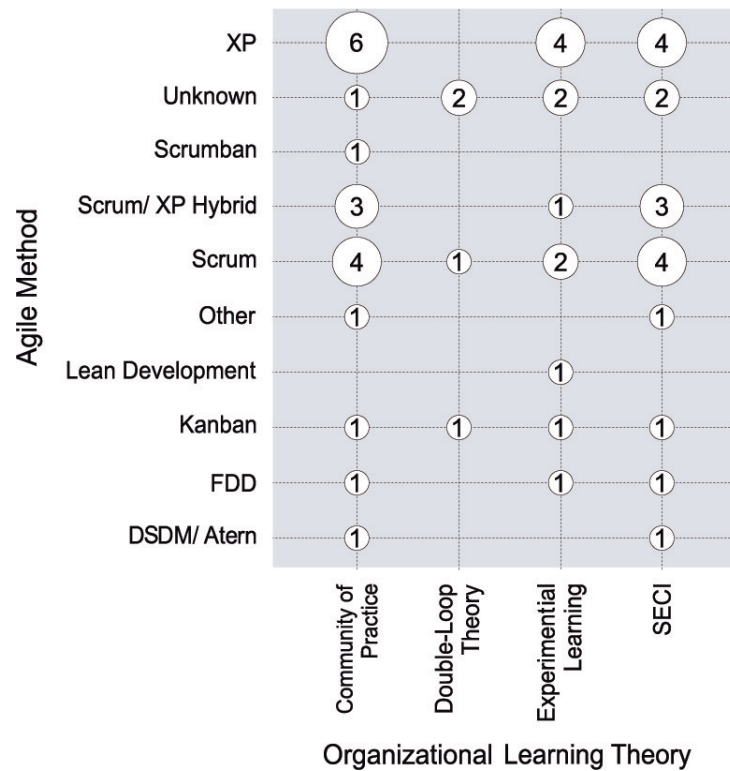 XP 6 4 4
Unknown 1 2 2 2
Scrumban 1
Scrum/ XP Hybrid 3 1 3
Scrum 4 1 2 4
Other 1 1
Lean Development 1
Kanban 1 1 1 1
FDD 1 1 1
DSDM/ Atern 1 1
Agile Method
Community of
Practice
Double-Loop
Theory
Experimental
Learning
SECI
Organizational Learning Theory